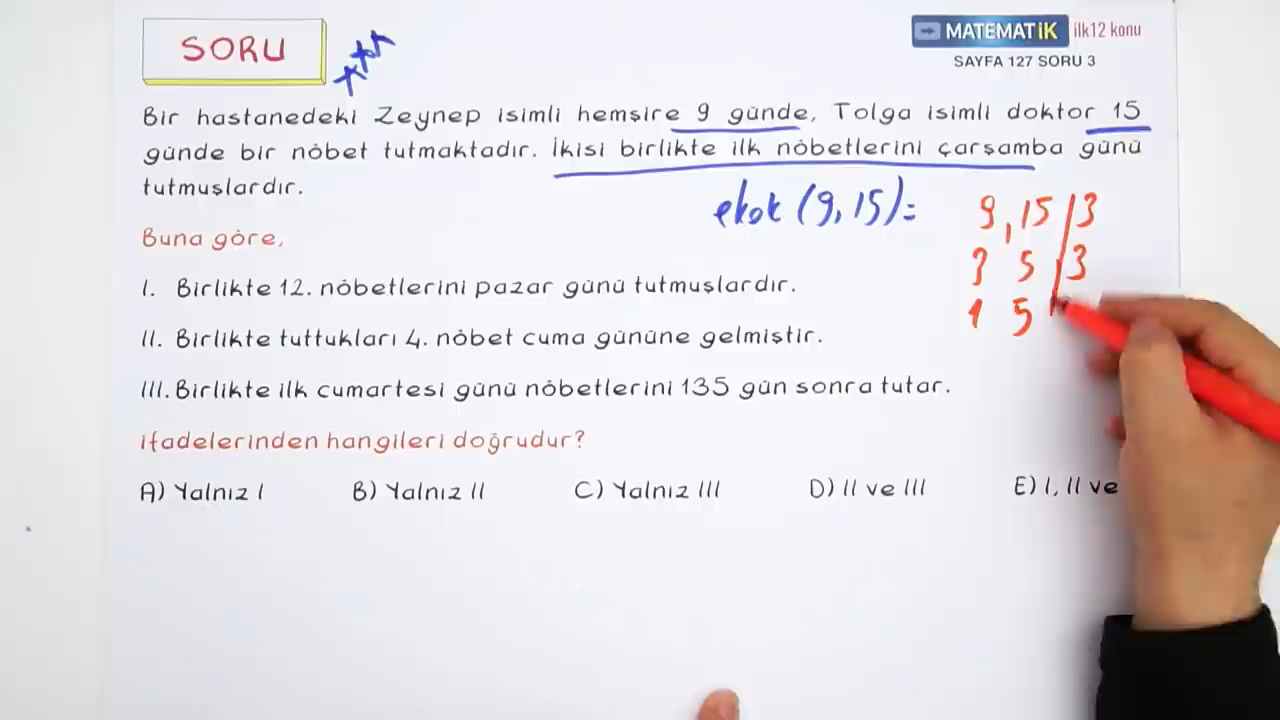 SORU
MATEMATİK ilk12 konu
SAYFA 127 SORU 3
Bir hastanedeki Zeynep isimli hemşire 9 günde, Tolga isimli doktor 15
günde bir nöbet tutmaktadır. İkisi birlikte ilk nöbetlerini çarşamba günü
tutmuşlardır.
ekok (9, 15) =
9, 15 3
3 5 3
1 5
Buna göre,
I. Birlikte 12. nöbetlerini pazar günü tutmuşlardır.
II. Birlikte tuttukları 4. nöbet cuma gününe gelmiştir.
III. Birlikte ilk cumartesi günü nöbetlerini 135 gün sonra tutar.
ifadelerinden hangileri doğrudur?
A) Yalnız I B) Yalnız II C) Yalnız III D) II ve III E) I, II ve